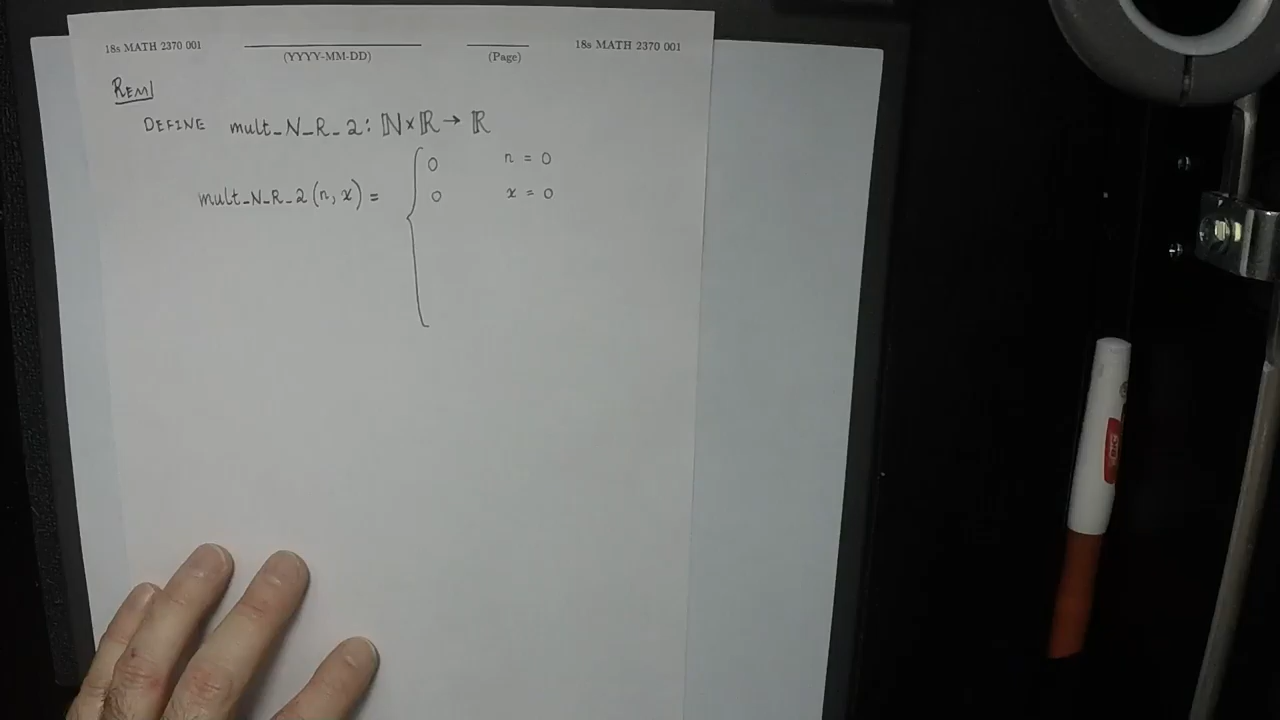 18s MATH 2370 001 (YYYY-MM-DD) (Page) 18s MATH 2370 001
REM
DEFINE mult_N_R_2: ℕ×ℝ→ℝ
0 n = 0
mult_N_R_2(n, x) = { 0 x = 0
BIC